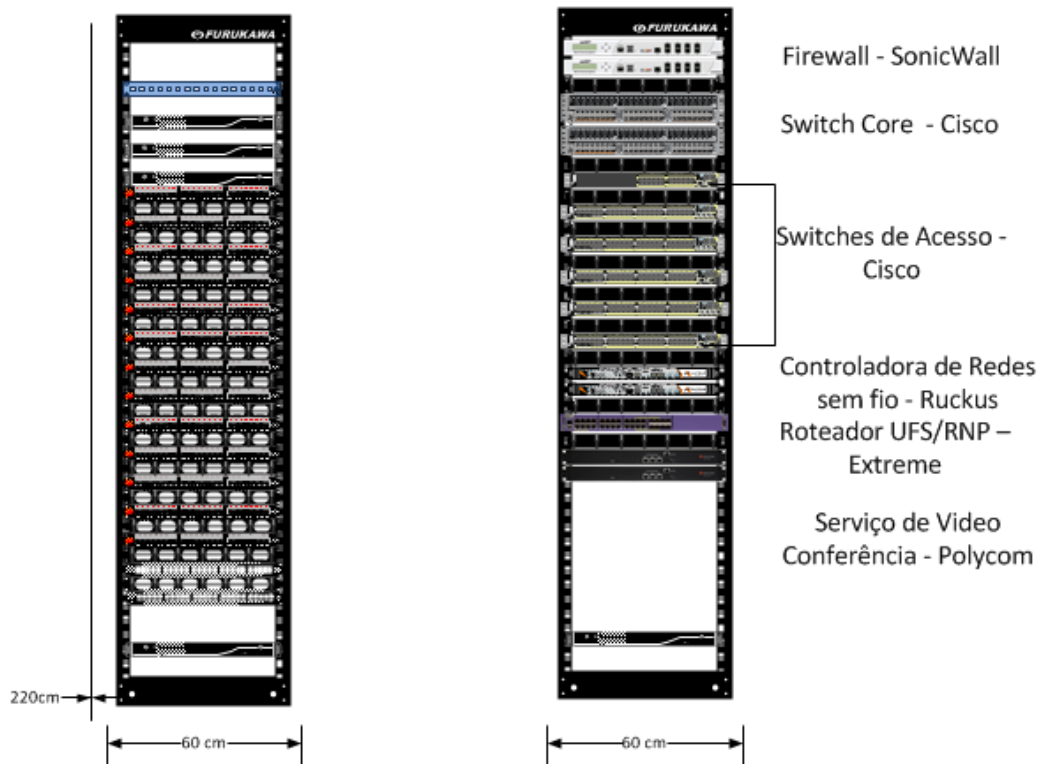 FURUKAWA
FURUKAWA
Firewall - SonicWall
Switch Core - Cisco
Switches de Acesso -
Cisco
Controladora de Redes
sem fio - Ruckus
Roteador UFS/RNP –
Extreme
Serviço de Video
Conferência - Polycom
220cm
60 cm
60 cm